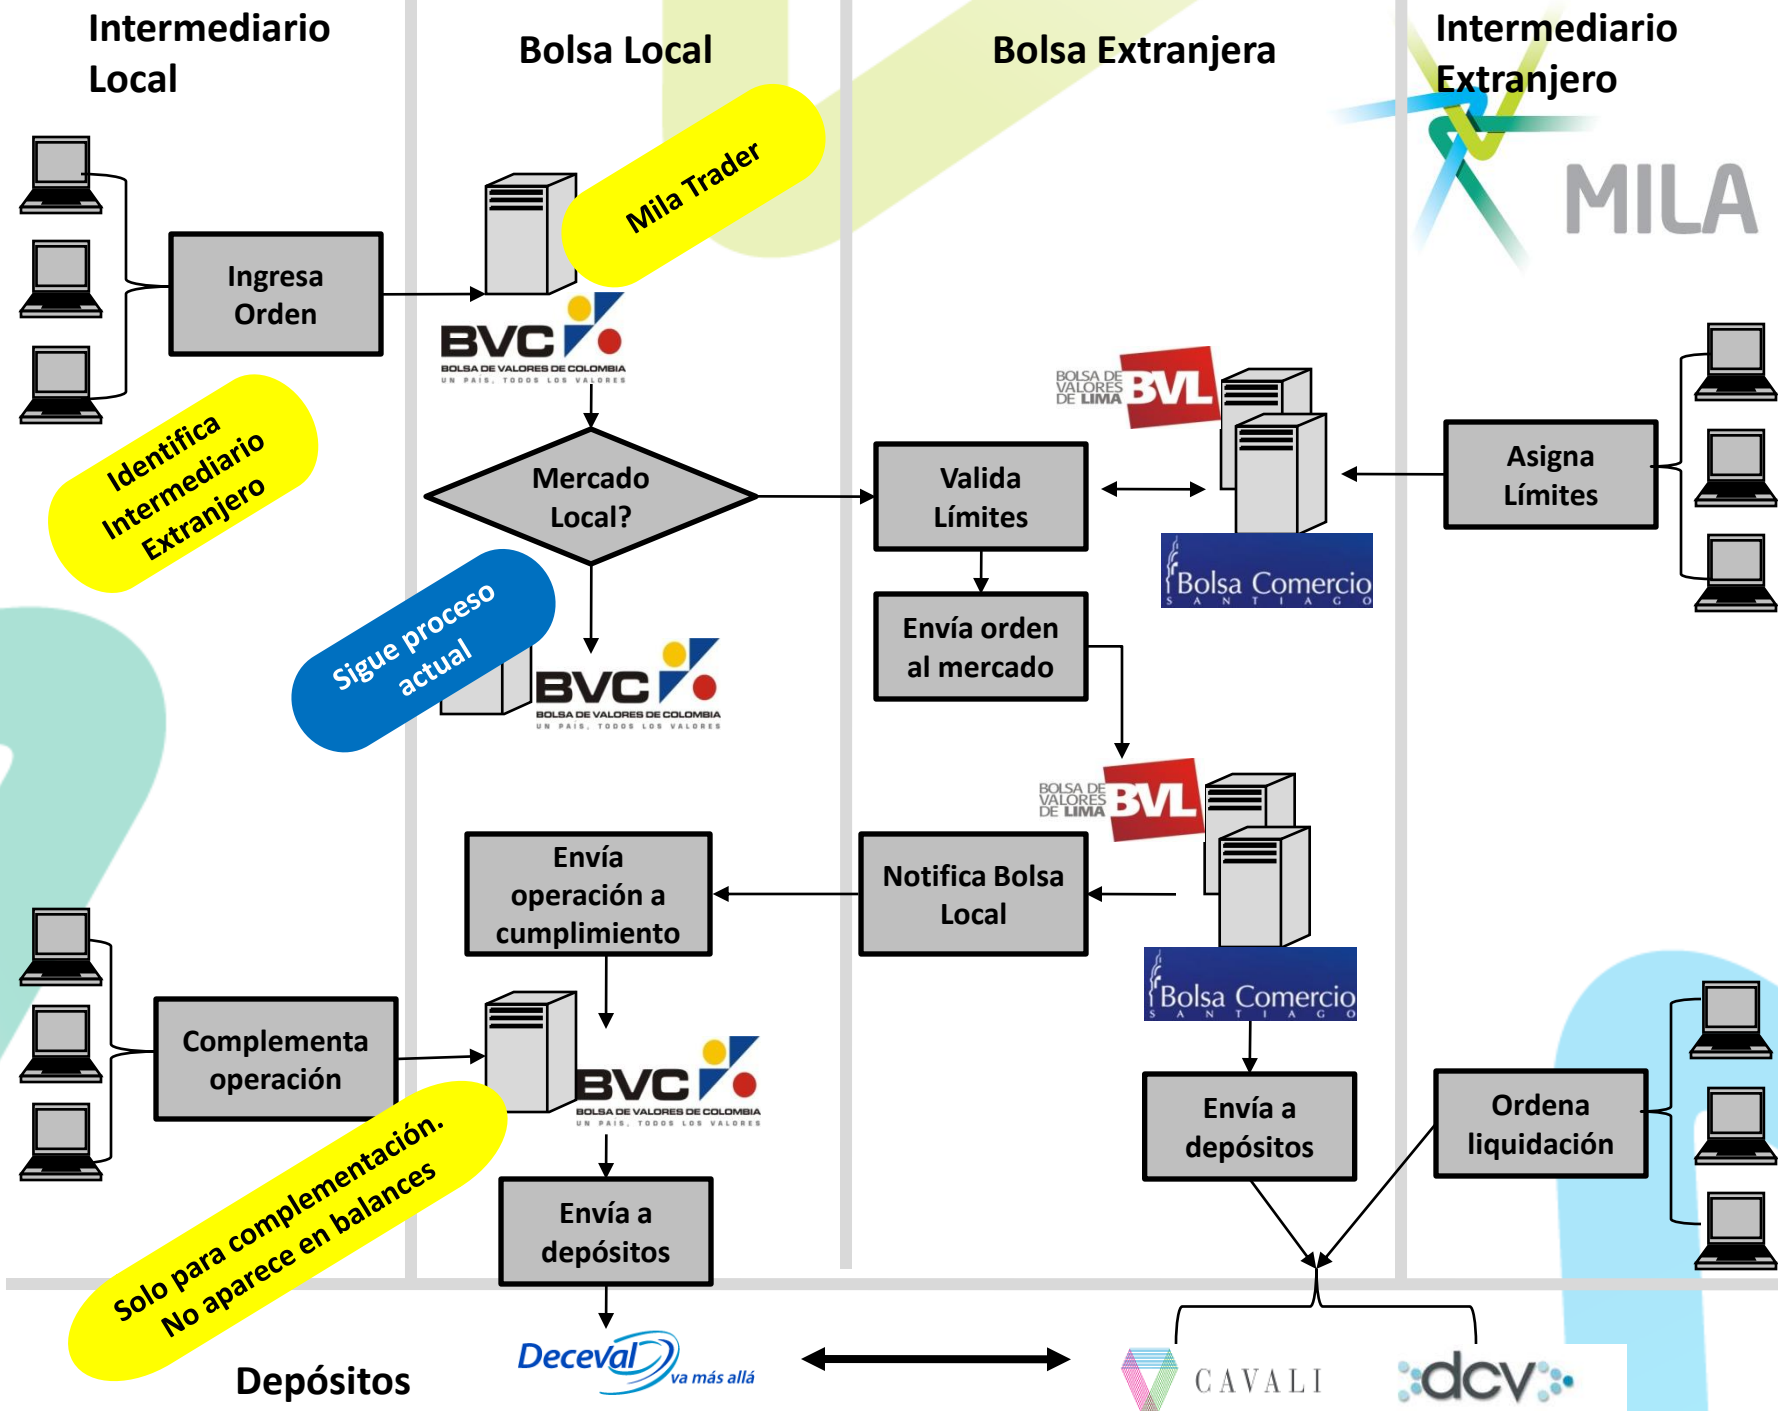 Intermediario
Local
Bolsa Local
Bolsa Extranjera
Intermediario
Extranjero
MILA
Mila Trader
Ingresa
Orden
BVC
BOLSA DE VALORES DE COLOMBIA
UN PAIS, TODOS LOS VALORES
Identifica
Intermediario
Extranjero
Mercado
Local?
BOLSA DE
VALORES
DE LIMA
BVL
Valida
Límites
Asigna
Límites
Bolsa Comercio
SANTIAGO
Sigue proceso
actual
BVC
BOLSA DE VALORES DE COLOMBIA
UN PAIS, TODOS LOS VALORES
Envía orden
al mercado
BOLSA DE
VALORES
DE LIMA
BVL
Envía
operación a
cumplimiento
Notifica Bolsa
Local
Bolsa Comercio
SANTIAGO
Complementa
operación
BVC
BOLSA DE VALORES DE COLOMBIA
UN PAIS, TODOS LOS VALORES
Solo para complementación.
No aparece en balances
Envía a
depósitos
Envía a
depósitos
Ordena
liquidación
Depósitos
Deceval
va más allá
CAVALI
dcv